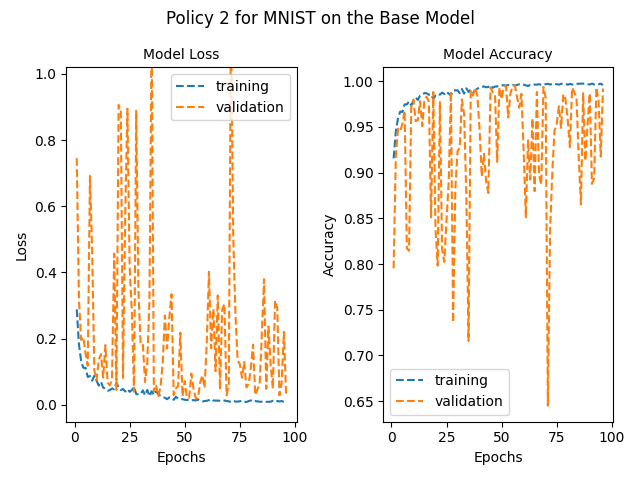 Policy 2 for MNIST on the Base Model
Model Loss
1.0
0.8
0.6
0.4
0.2
0.0
Loss
training
validation
0
25
50
75
100
Epochs
Model Accuracy
1.00
0.95
0.90
0.85
0.80
0.75
0.70
0.65
Accuracy
training
validation
0
25
50
75
100
Epochs